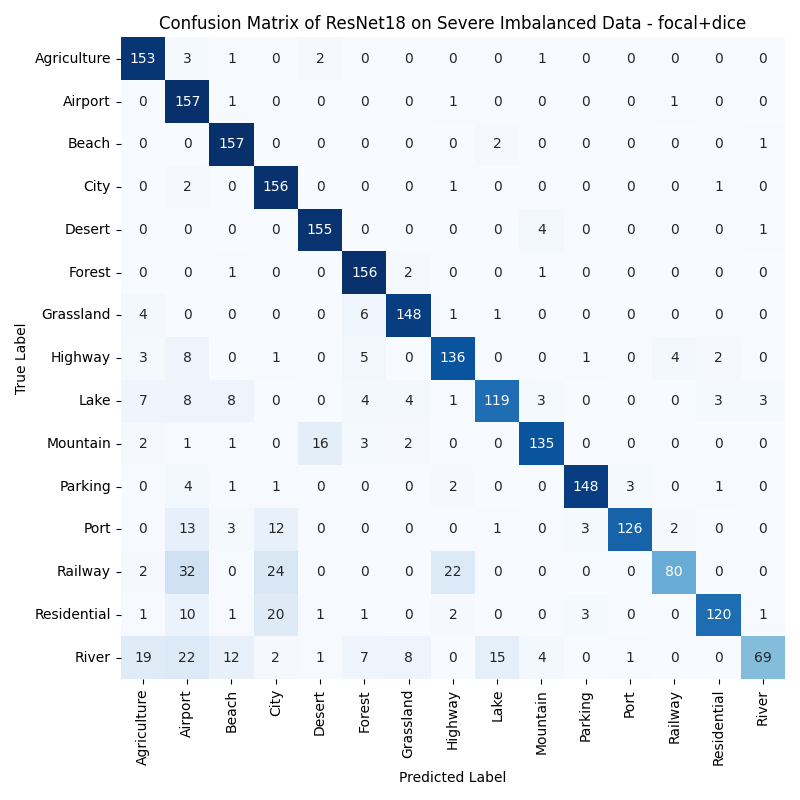 Confusion Matrix of ResNet18 on Severe Imbalanced Data - focal+dice
True Label
Agriculture 153 3 1 0 2 0 0 0 0 1 0 0 0 0 0
Airport 0 157 1 0 0 0 0 1 0 0 0 0 1 0 0
Beach 0 0 157 0 0 0 0 0 2 0 0 0 0 0 1
City 0 2 0 156 0 0 0 1 0 0 0 0 0 1 0
Desert 0 0 0 0 155 0 0 0 0 4 0 0 0 0 1
Forest 0 0 1 0 0 156 2 0 0 1 0 0 0 0 0
Grassland 4 0 0 0 0 6 148 1 1 0 0 0 0 0 0
Highway 3 8 0 1 0 5 0 136 0 0 1 0 4 2 0
Lake 7 8 8 0 0 4 4 1 119 3 0 0 0 3 3
Mountain 2 1 1 0 16 3 2 0 0 135 0 0 0 0 0
Parking 0 4 1 1 0 0 0 2 0 0 148 3 0 1 0
Port 0 13 3 12 0 0 0 0 1 0 3 126 2 0 0
Railway 2 32 0 24 0 0 0 22 0 0 0 0 80 0 0
Residential 1 10 1 20 1 1 0 2 0 0 3 0 0 120 1
River 19 22 12 2 1 7 8 0 15 4 0 1 0 0 69
Agriculture Airport Beach City Desert Forest Grassland Highway Lake Mountain Parking Port Railway Residential River
Predicted Label